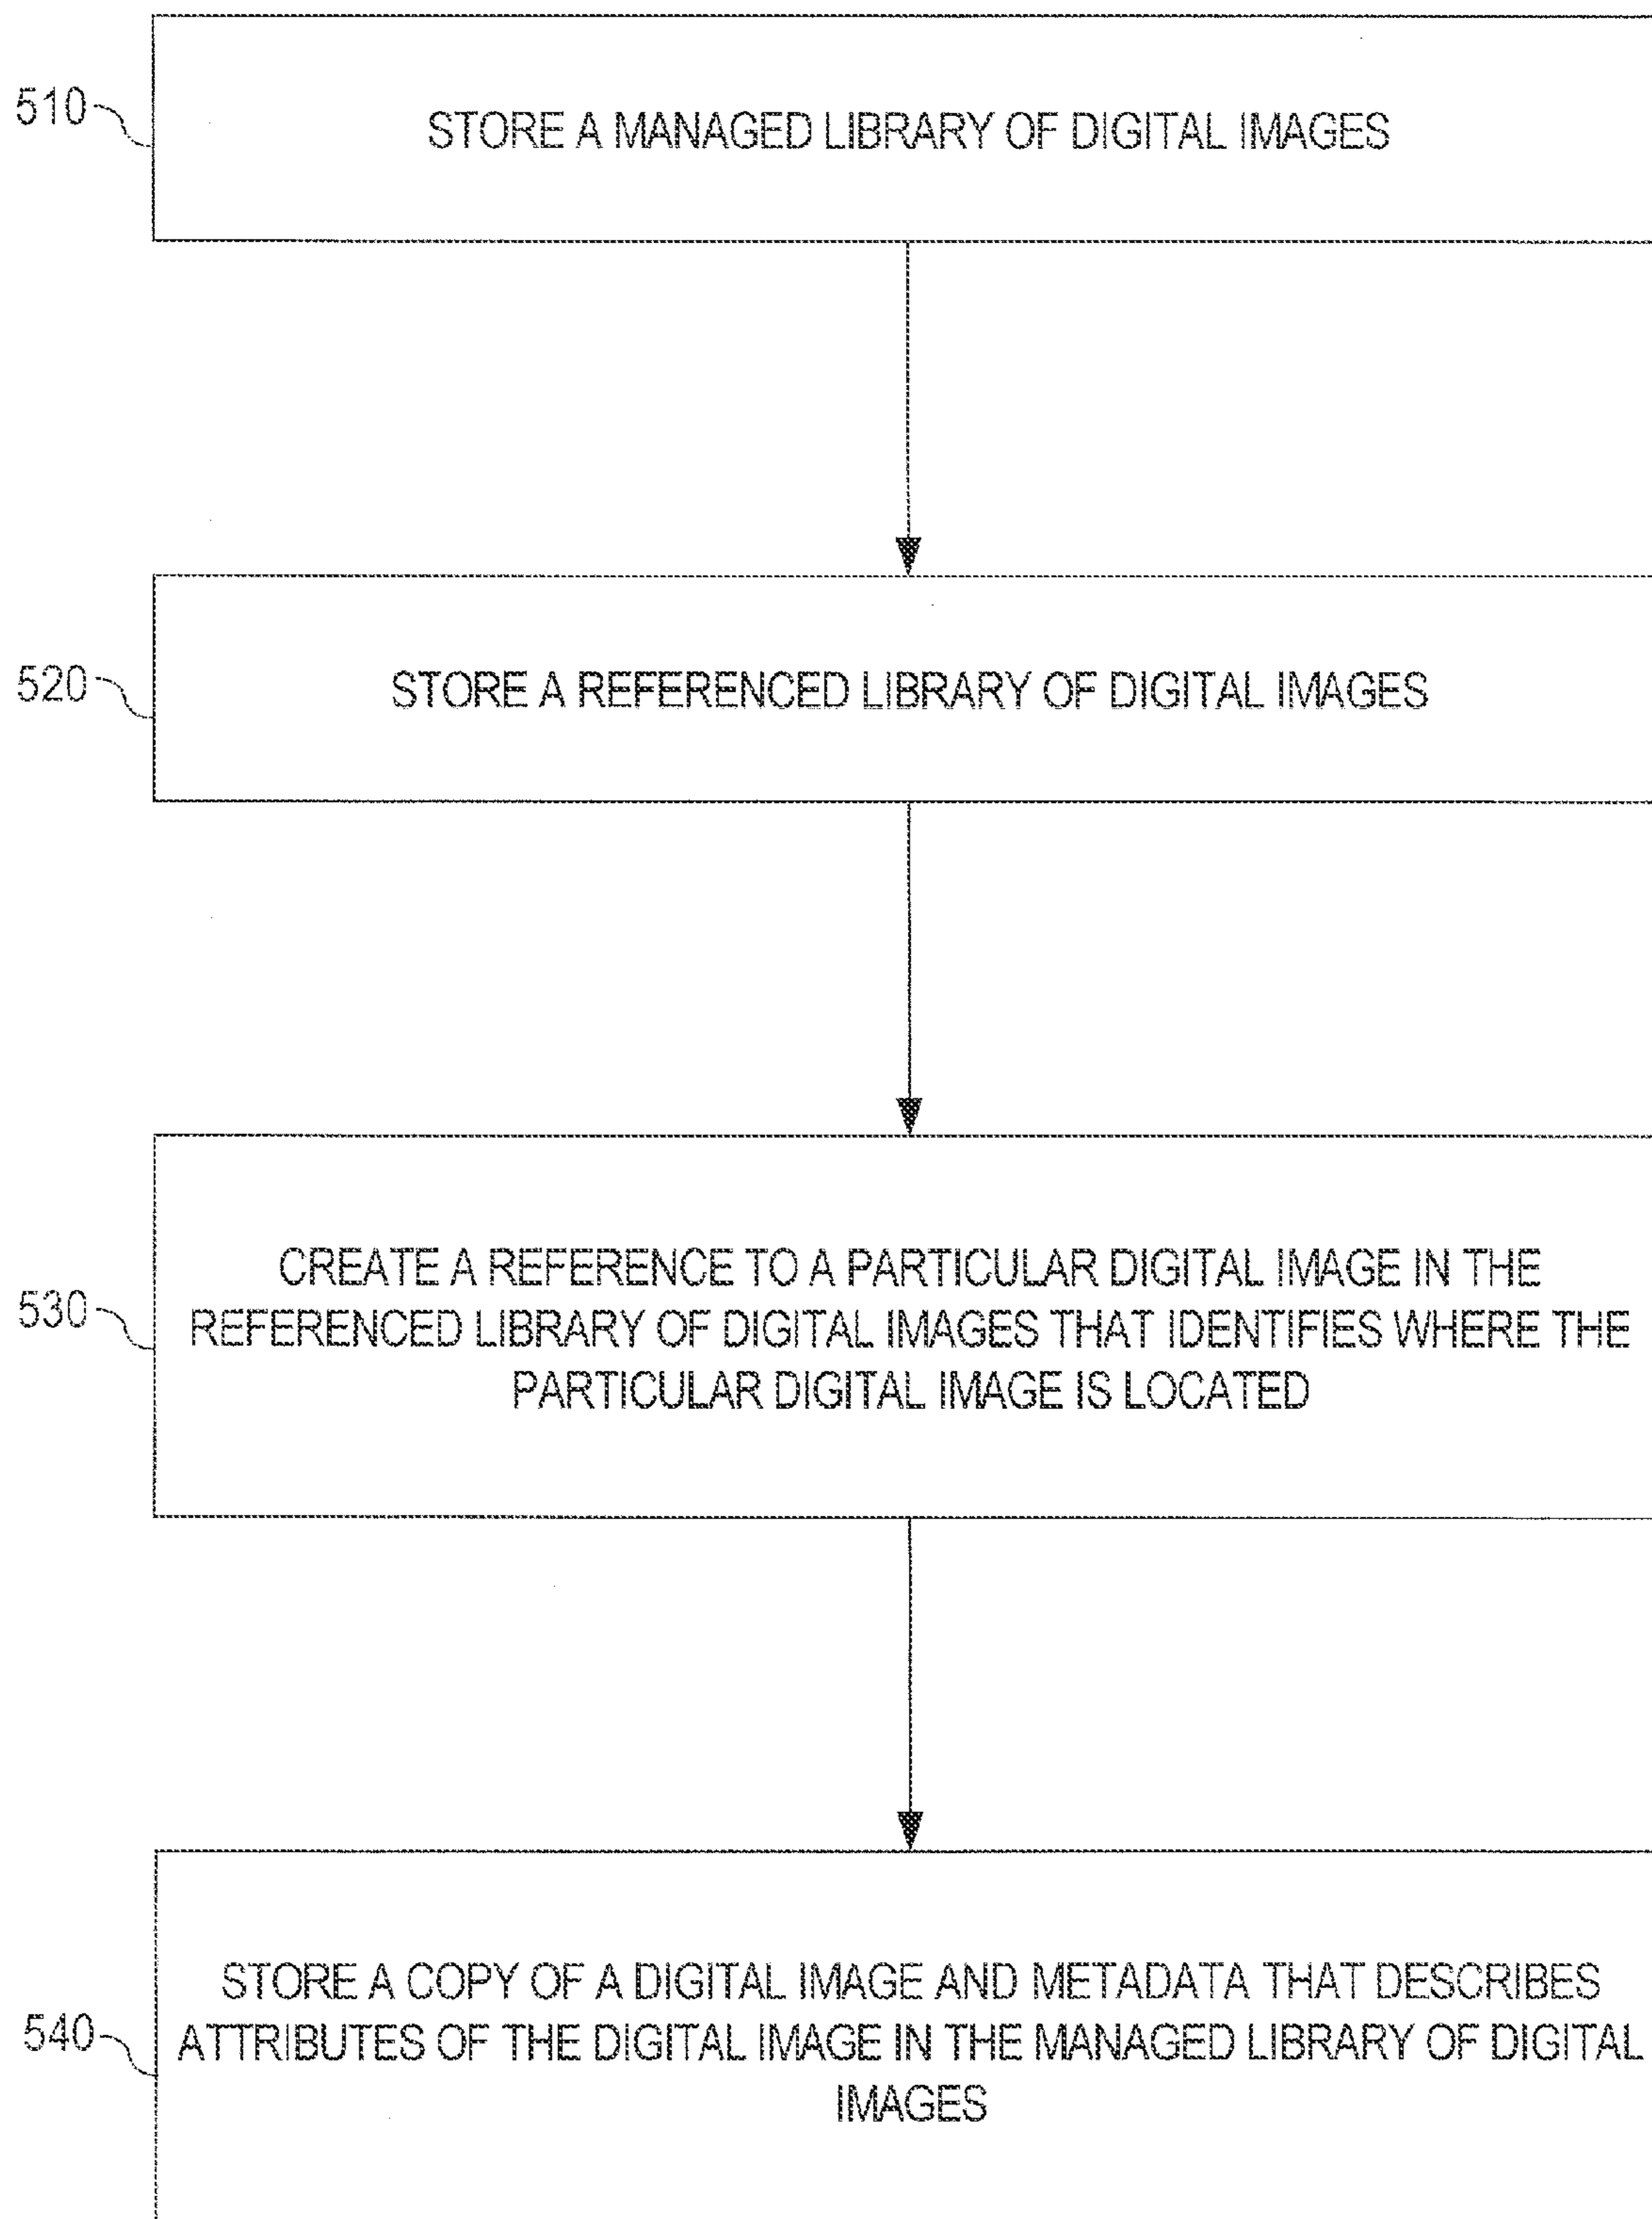 510
STORE A MANAGED LIBRARY OF DIGITAL IMAGES
520
STORE A REFERENCED LIBRARY OF DIGITAL IMAGES
530
CREATE A REFERENCE TO A PARTICULAR DIGITAL IMAGE IN THE
REFERENCED LIBRARY OF DIGITAL IMAGES THAT IDENTIFIES WHERE THE
PARTICULAR DIGITAL IMAGE IS LOCATED
540
STORE A COPY OF A DIGITAL IMAGE AND METADATA THAT DESCRIBES
ATTRIBUTES OF THE DIGITAL IMAGE IN THE MANAGED LIBRARY OF DIGITAL
IMAGES